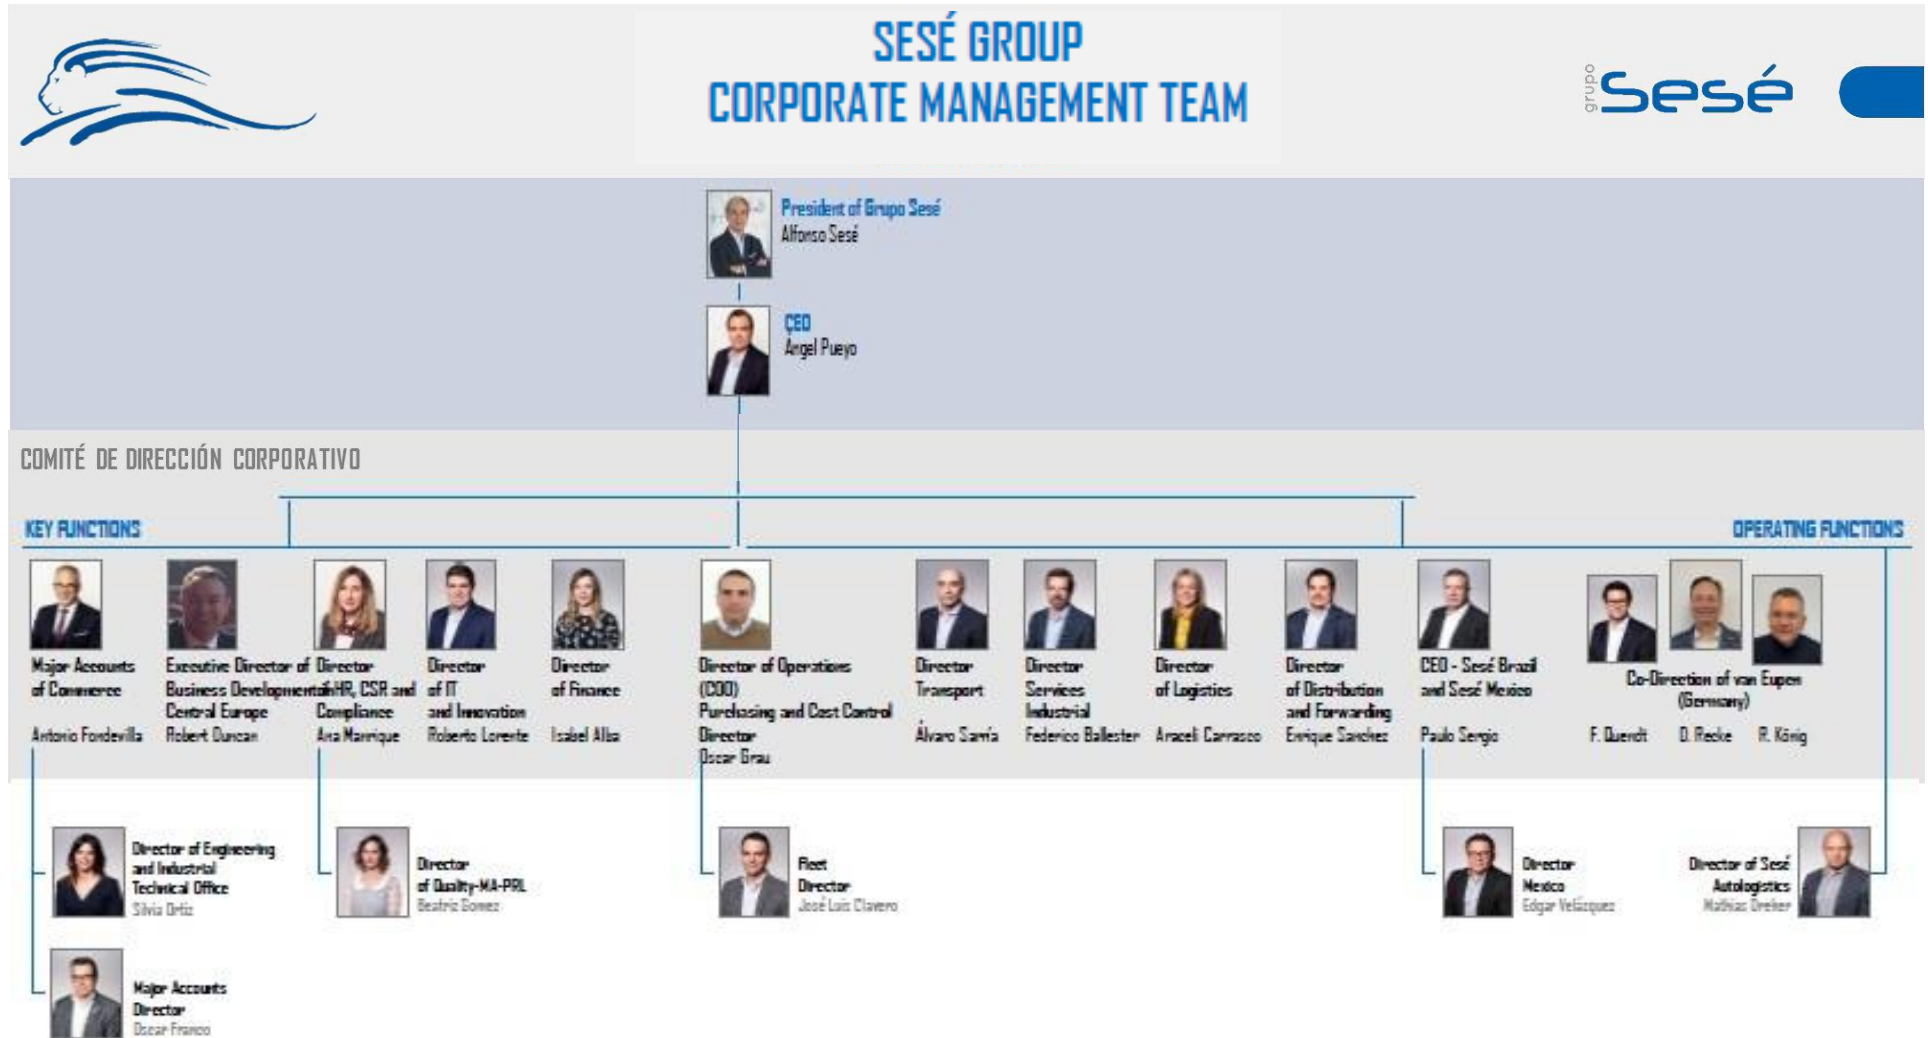 SESÉ GROUP
CORPORATE MANAGEMENT TEAM
grupo Sesé
President of Grupo Sesé
Alfonso Sesé
CEO
Ángel Pueyo
COMITÉ DE DIRECCIÓN CORPORATIVO
KEY FUNCTIONS
OPERATING FUNCTIONS
Major Accounts
of Commerce
Antonio Fondevilla
Executive Director of
Business Development in
Central Europe
Robert Duncan
Director
HR, CSR and
Compliance
Ana Manrique
Director
of IT
and Innovation
Roberto Lorente
Director
of Finance
Isabel Alba
Director of Operations
(COO)
Purchasing and Cost Control
Director
Óscar Grau
Director
Transport
Álvaro Sarría
Director
Services
Industrial
Federico Ballester
Director
of Logistics
Araceli Carrasco
Director
of Distribution
and Forwarding
Enrique Sanchez
CEO - Sesé Brazil
and Sesé Mexico
Paulo Sergio
Co-Direction of van Eupen
(Germany)
F. Quendt D. Recke R. König
Director of Engineering
and Industrial
Technical Office
Silvia Ortiz
Director
of Quality-MA-PRL
Beatriz Gomez
Fleet
Director
José Luis Clavero
Director
Mexico
Edgar Velázquez
Director of Sesé
Autologistics
Mathias Dreher
Major Accounts
Director
Oscar Franco